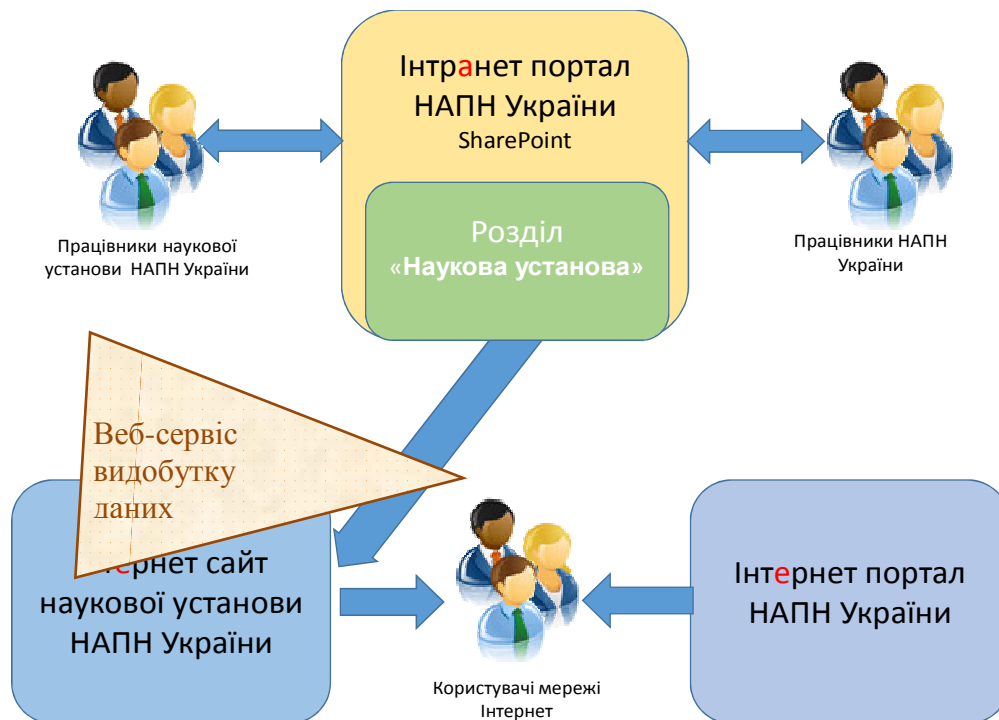 Інтранет портал
НАПН України
SharePoint
Розділ
«Наукова установа»
Працівники наукової
установи НАПН України
Працівники НАПН
України
Веб-сервіс
видобутку
даних
сайт
наукової установи
НАПН України
Інтернет портал
НАПН України
Користувачі мережі
Інтернет